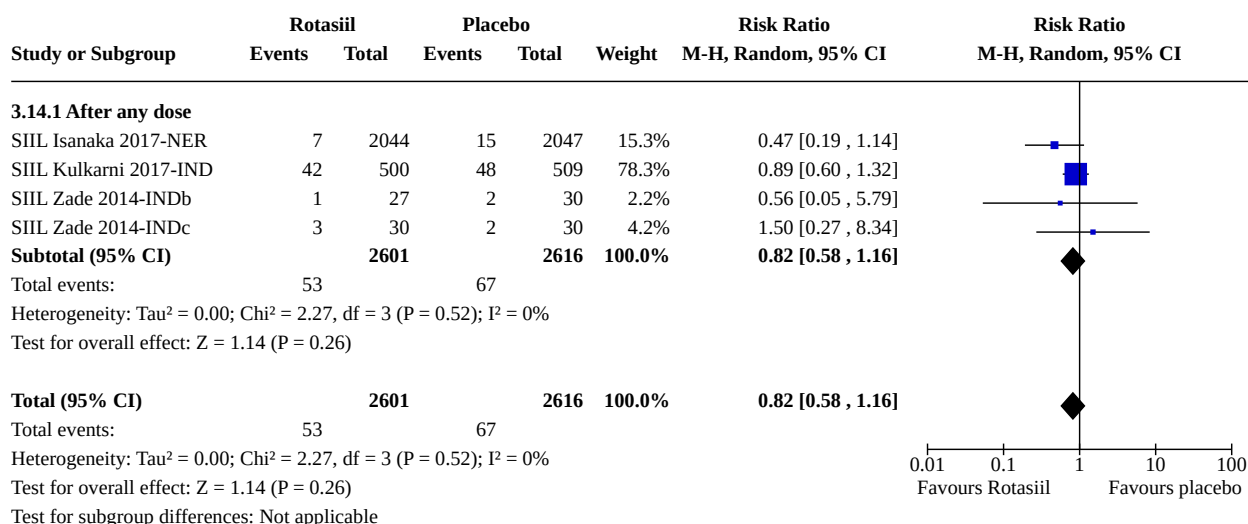 Rotasiil Placebo Risk Ratio Risk Ratio
Study or Subgroup Events Total Events Total Weight M-H, Random, 95% CI M-H, Random, 95% CI
3.14.1 After any dose
SIIL Isanaka 2017-NER 7 2044 15 2047 15.3% 0.47 [0.19 , 1.14]
SIIL Kulkarni 2017-IND 42 500 48 509 78.3% 0.89 [0.60 , 1.32]
SIIL Zade 2014-INDb 1 27 2 30 2.2% 0.56 [0.05 , 5.79]
SIIL Zade 2014-INDc 3 30 2 30 4.2% 1.50 [0.27 , 8.34]
Subtotal (95% CI) 2601 2616 100.0% 0.82 [0.58 , 1.16]
Total events: 53 67
Heterogeneity: Tau² = 0.00; Chi² = 2.27, df = 3 (P = 0.52); I² = 0%
Test for overall effect: Z = 1.14 (P = 0.26)
Total (95% CI) 2601 2616 100.0% 0.82 [0.58 , 1.16]
Total events: 53 67
Heterogeneity: Tau² = 0.00; Chi² = 2.27, df = 3 (P = 0.52); I² = 0%
0.01 0.1 1 10 100
Test for overall effect: Z = 1.14 (P = 0.26) Favours Rotasiil Favours placebo
Test for subgroup differences: Not applicable